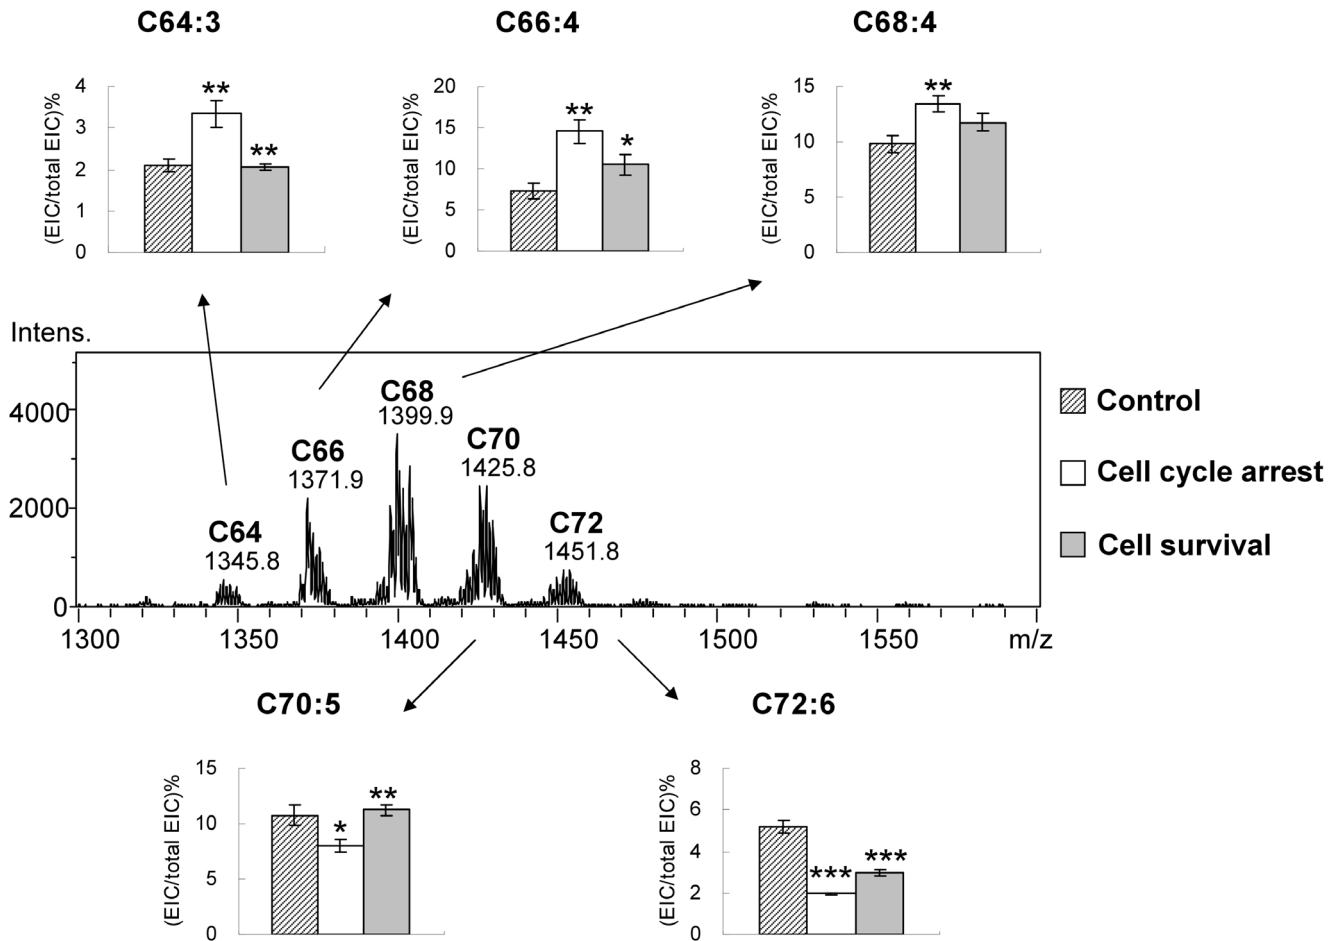 C64:3
C66:4
C68:4
(EIC/total EIC)%
4
3
2
1
0
**
**
(EIC/total EIC)%
20
15
10
5
0
**
*
(EIC/total EIC)%
15
10
5
0
**
Intens.
4000
2000
0
C64
1345.8
C66
1371.9
C68
1399.9
C70
1425.8
C72
1451.8
1300 1350 1400 1450 1500 1550 m/z
Control
Cell cycle arrest
Cell survival
C70:5
C72:6
(EIC/total EIC)%
15
10
5
0
*
**
(EIC/total EIC)%
8
6
4
2
0
***
***